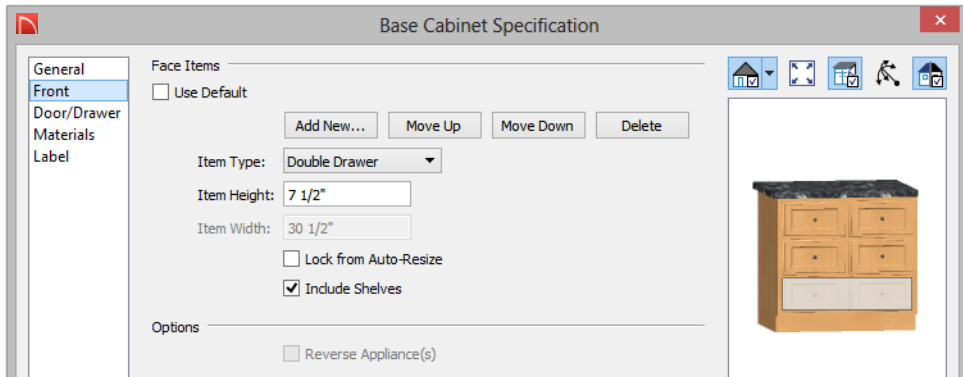 Base Cabinet Specification
General
Front
Door/Drawer
Materials
Label
Face Items
Use Default
Add New... Move Up Move Down Delete
Item Type: Double Drawer
Item Height: 7 1/2"
Item Width: 30 1/2"
Lock from Auto-Resize
Include Shelves
Options
Reverse Appliance(s)